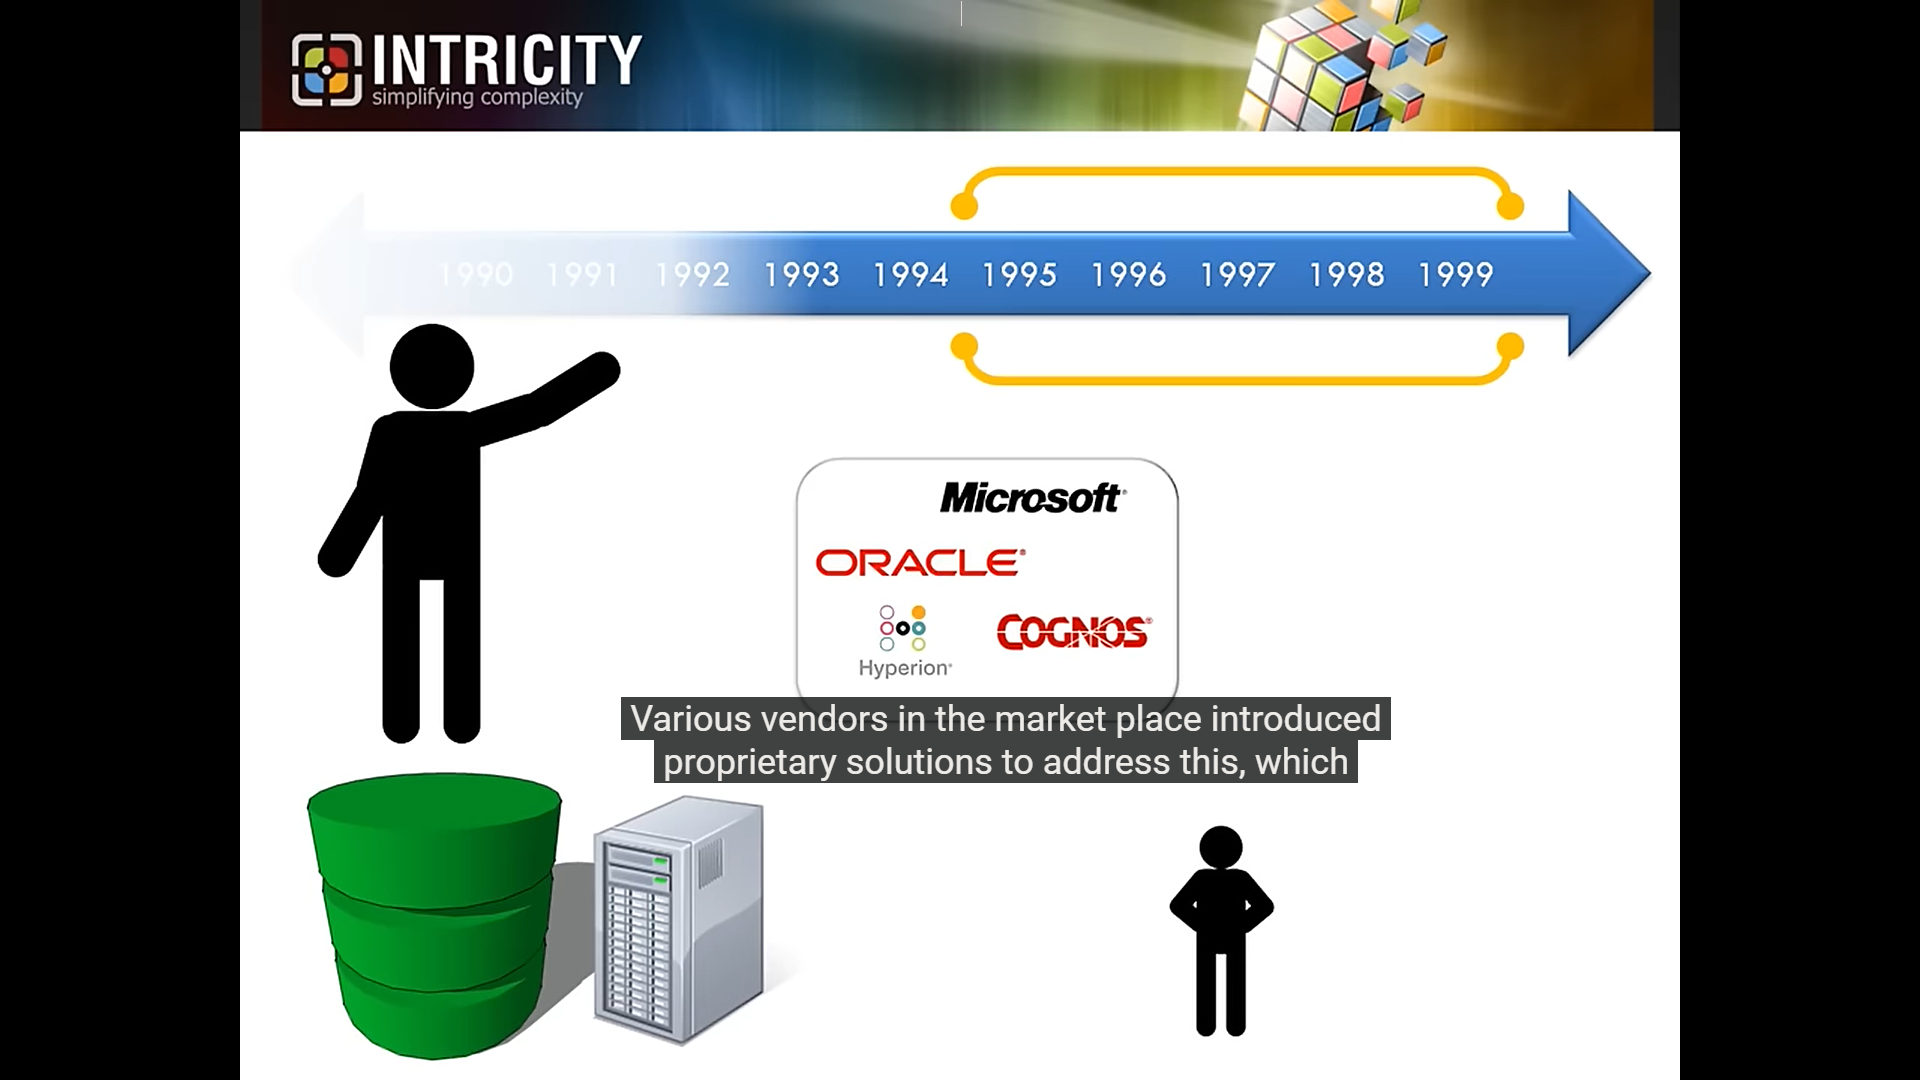 INTRICITY
simplifying complexity
1990 1991 1992 1993 1994 1995 1996 1997 1998 1999
Microsoft®
ORACLE®
Hyperion®
COGNOS®
Various vendors in the market place introduced
proprietary solutions to address this, which